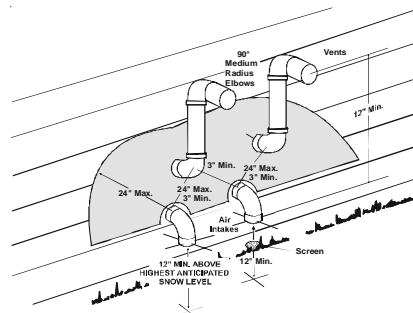 90°
Medium
Radius
Elbows
Vents
12" Min.
3" Min.
24" Max.
24" Max.
3" Min.
24" Max.
3" Min.
Air
Intakes
Screen
12" MIN. ABOVE
HIGHEST ANTICIPATED
SNOW LEVEL
12" Min.